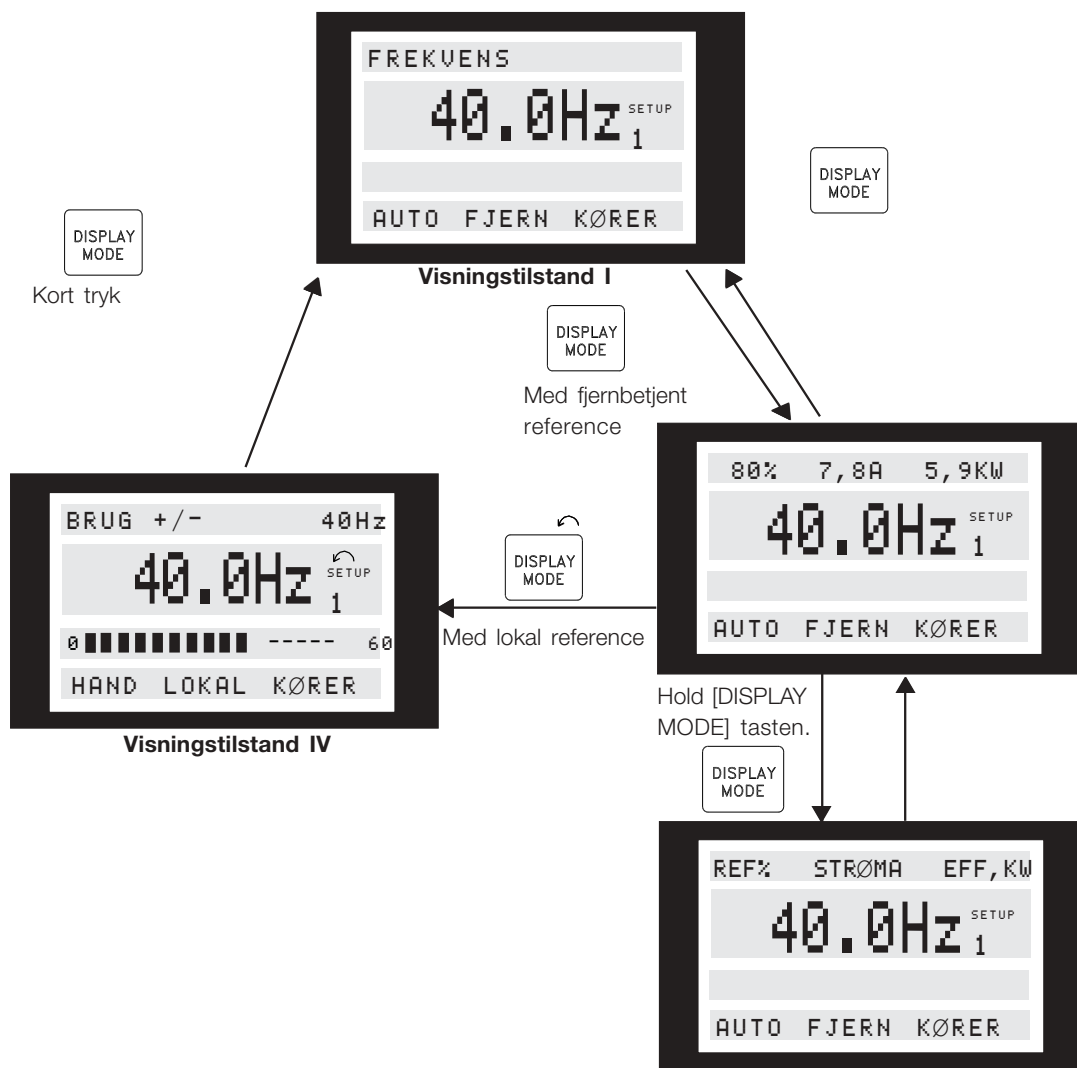 FREKVENS
40.0Hz SETUP 1
AUTO FJERN KØRER
Visningstilstand I
DISPLAY
MODE
DISPLAY
MODE
Kort tryk
DISPLAY
MODE
Med fjernbetjent
reference
80% 7,8A 5,9KW
40.0Hz SETUP 1
AUTO FJERN KØRER
BRUG +/- 40Hz
40.0Hz SETUP 1
0 ----- 60
HAND LOKAL KØRER
Visningstilstand IV
DISPLAY
MODE
Med lokal reference
Hold [DISPLAY
MODE] tasten.
DISPLAY
MODE
REF% STRØMA EFF,KW
40.0Hz SETUP 1
AUTO FJERN KØRER